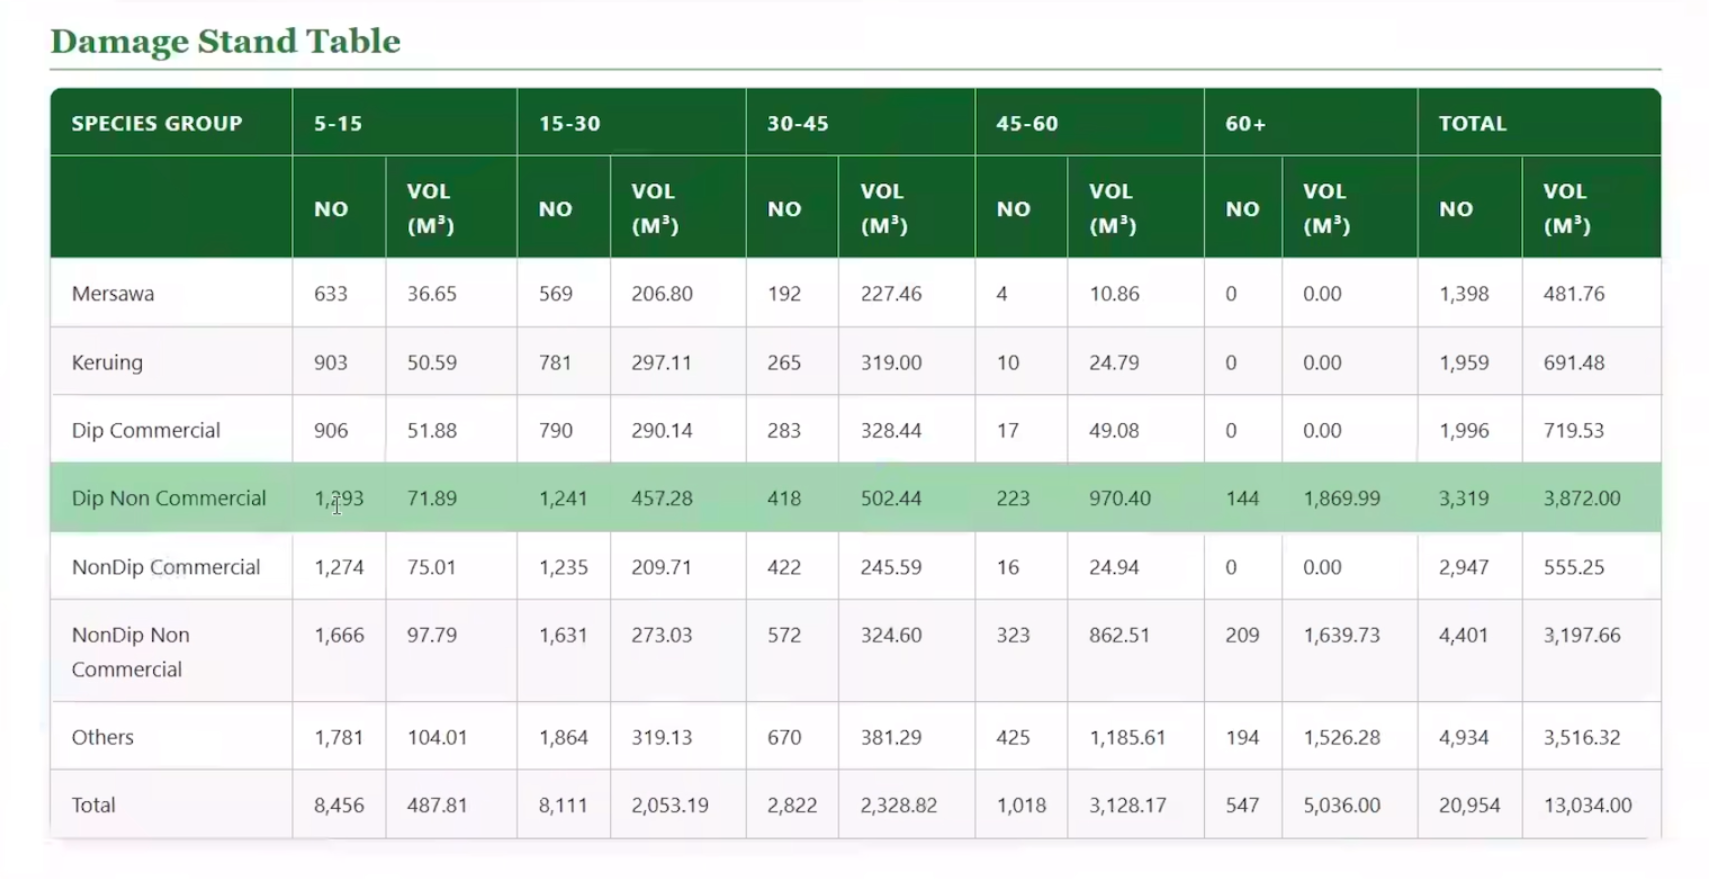 Damage Stand Table
SPECIES GROUP 5-15 15-30 30-45 45-60 60+ TOTAL
NO VOL (M³) NO VOL (M³) NO VOL (M³) NO VOL (M³) NO VOL (M³) NO VOL (M³)
Mersawa 633 36.65 569 206.80 192 227.46 4 10.86 0 0.00 1,398 481.76
Keruing 903 50.59 781 297.11 265 319.00 10 24.79 0 0.00 1,959 691.48
Dip Commercial 906 51.88 790 290.14 283 328.44 17 49.08 0 0.00 1,996 719.53
Dip Non Commercial 1,293 71.89 1,241 457.28 418 502.44 223 970.40 144 1,869.99 3,319 3,872.00
NonDip Commercial 1,274 75.01 1,235 209.71 422 245.59 16 24.94 0 0.00 2,947 555.25
NonDip Non Commercial 1,666 97.79 1,631 273.03 572 324.60 323 862.51 209 1,639.73 4,401 3,197.66
Others 1,781 104.01 1,864 319.13 670 381.29 425 1,185.61 194 1,526.28 4,934 3,516.32
Total 8,456 487.81 8,111 2,053.19 2,822 2,328.82 1,018 3,128.17 547 5,036.00 20,954 13,034.00